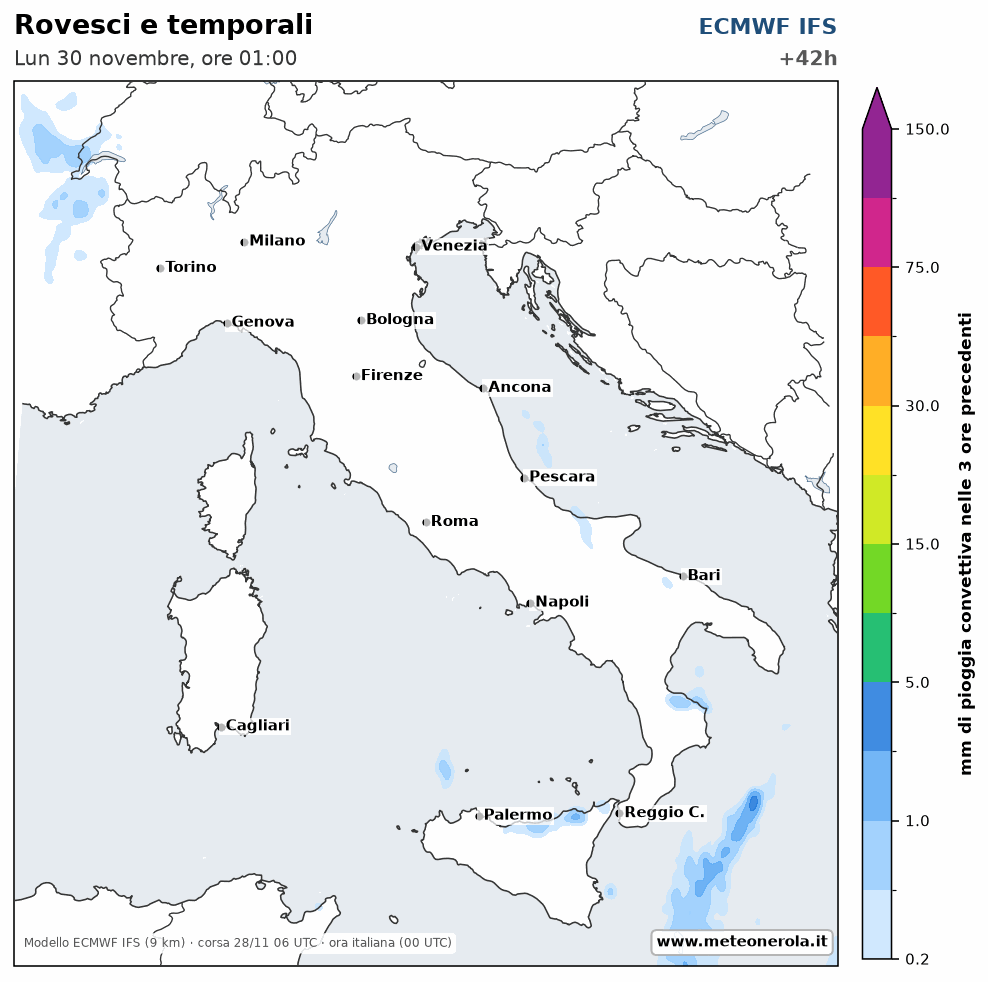 Rovesci e temporali
ECMWF IFS
Lun 30 novembre, ore 01:00
+42h
150.0
75.0
30.0
15.0
5.0
1.0
0.2
mm di pioggia convettiva nelle 3 ore precedenti
Milano
Venezia
Torino
Genova
Bologna
Firenze
Ancona
Pescara
Roma
Bari
Napoli
Cagliari
Palermo
Reggio C.
Modello ECMWF IFS (9 km) · corsa 28/11 06 UTC · ora italiana (00 UTC)
www.meteonerola.it